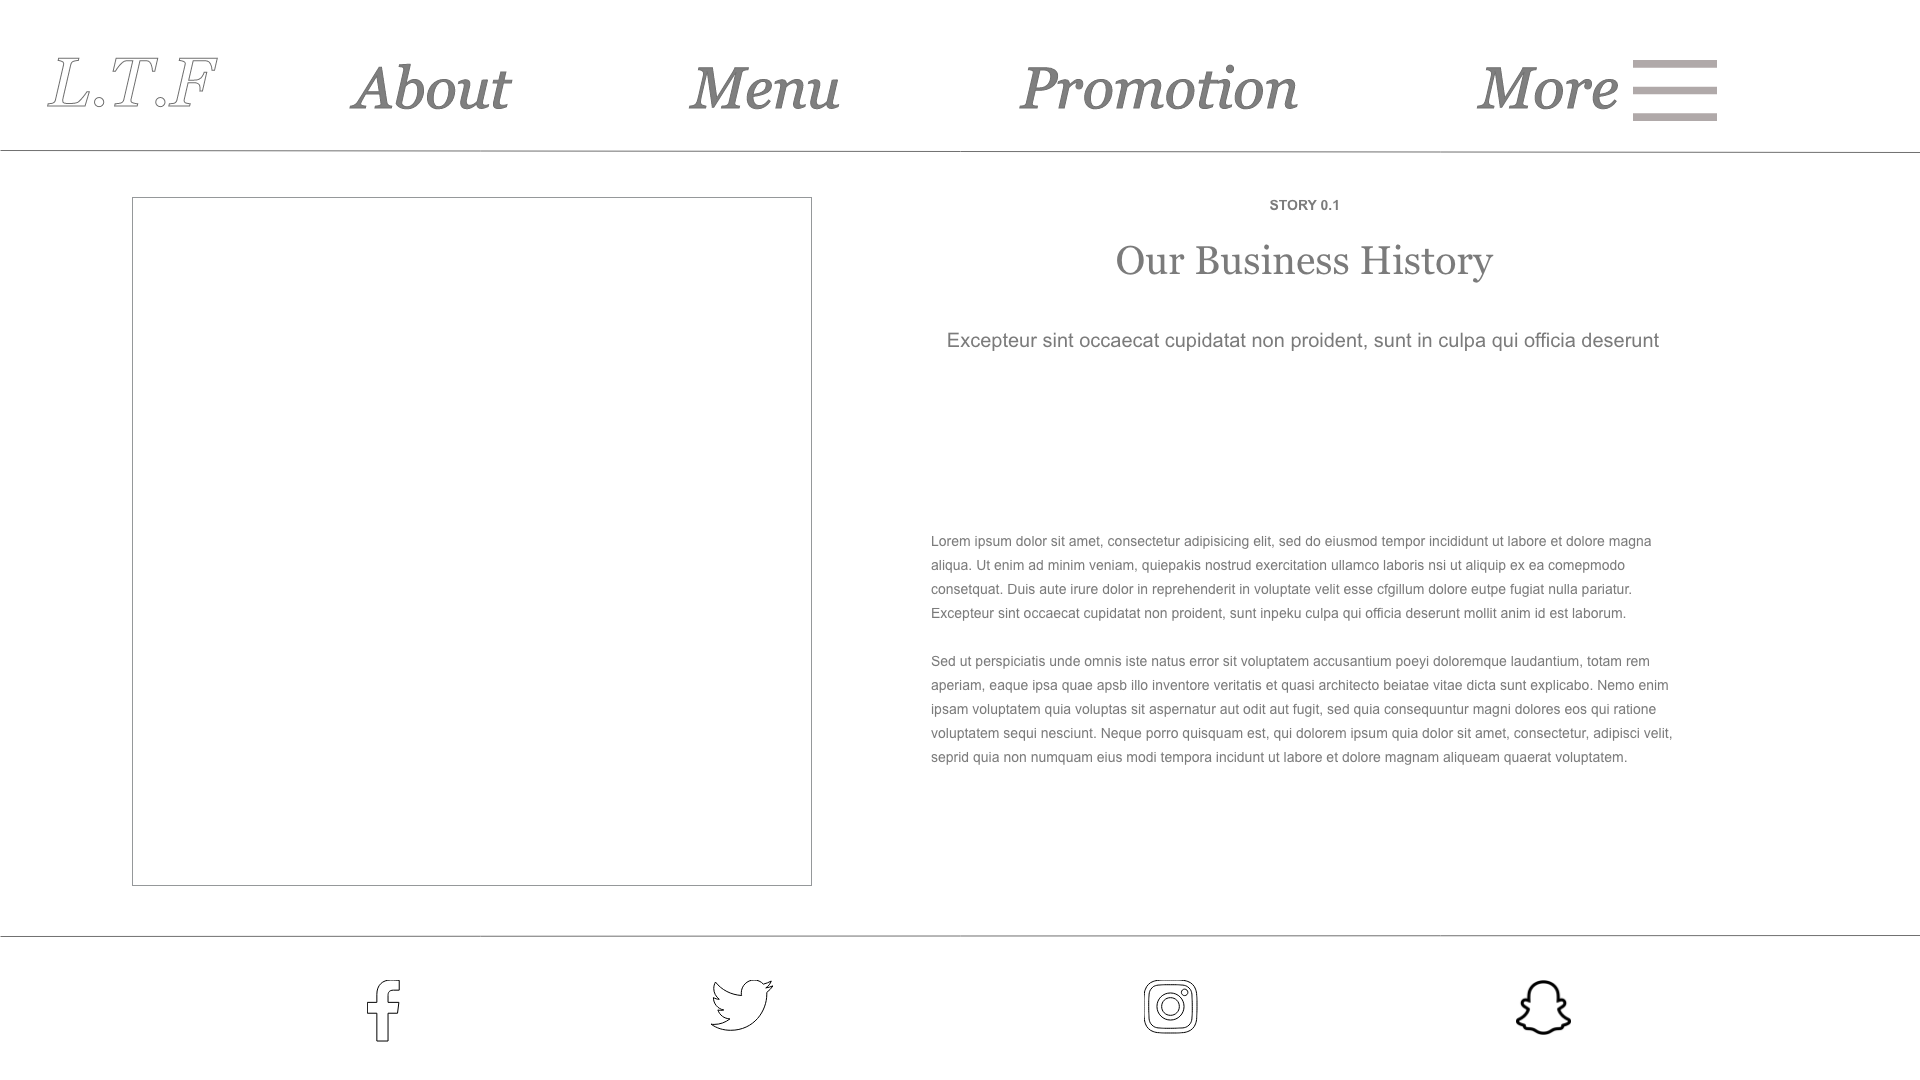 L.T.F About Menu Promotion More
STORY 0.1
Our Business History
Excepteur sint occaecat cupidatat non proident, sunt in culpa qui officia deserunt
Lorem ipsum dolor sit amet, consectetur adipisicing elit, sed do eiusmod tempor incididunt ut labore et dolore magna
aliqua. Ut enim ad minim veniam, quiepakis nostrud exercitation ullamco laboris nsi ut aliquip ex ea comepmodo
consetquat. Duis aute irure dolor in reprehenderit in voluptate velit esse cfgillum dolore eutpe fugiat nulla pariatur.
Excepteur sint occaecat cupidatat non proident, sunt inpeku culpa qui officia deserunt mollit anim id est laborum.
Sed ut perspiciatis unde omnis iste natus error sit voluptatem accusantium poeyi doloremque laudantium, totam rem
aperiam, eaque ipsa quae apsb illo inventore veritatis et quasi architecto beiatae vitae dicta sunt explicabo. Nemo enim
ipsam voluptatem quia voluptas sit aspernatur aut odit aut fugit, sed quia consequuntur magni dolores eos qui ratione
voluptatem sequi nesciunt. Neque porro quisquam est, qui dolorem ipsum quia dolor sit amet, consectetur, adipisci velit,
seprid quia non numquam eius modi tempora incidunt ut labore et dolore magnam aliqueam quaerat voluptatem.